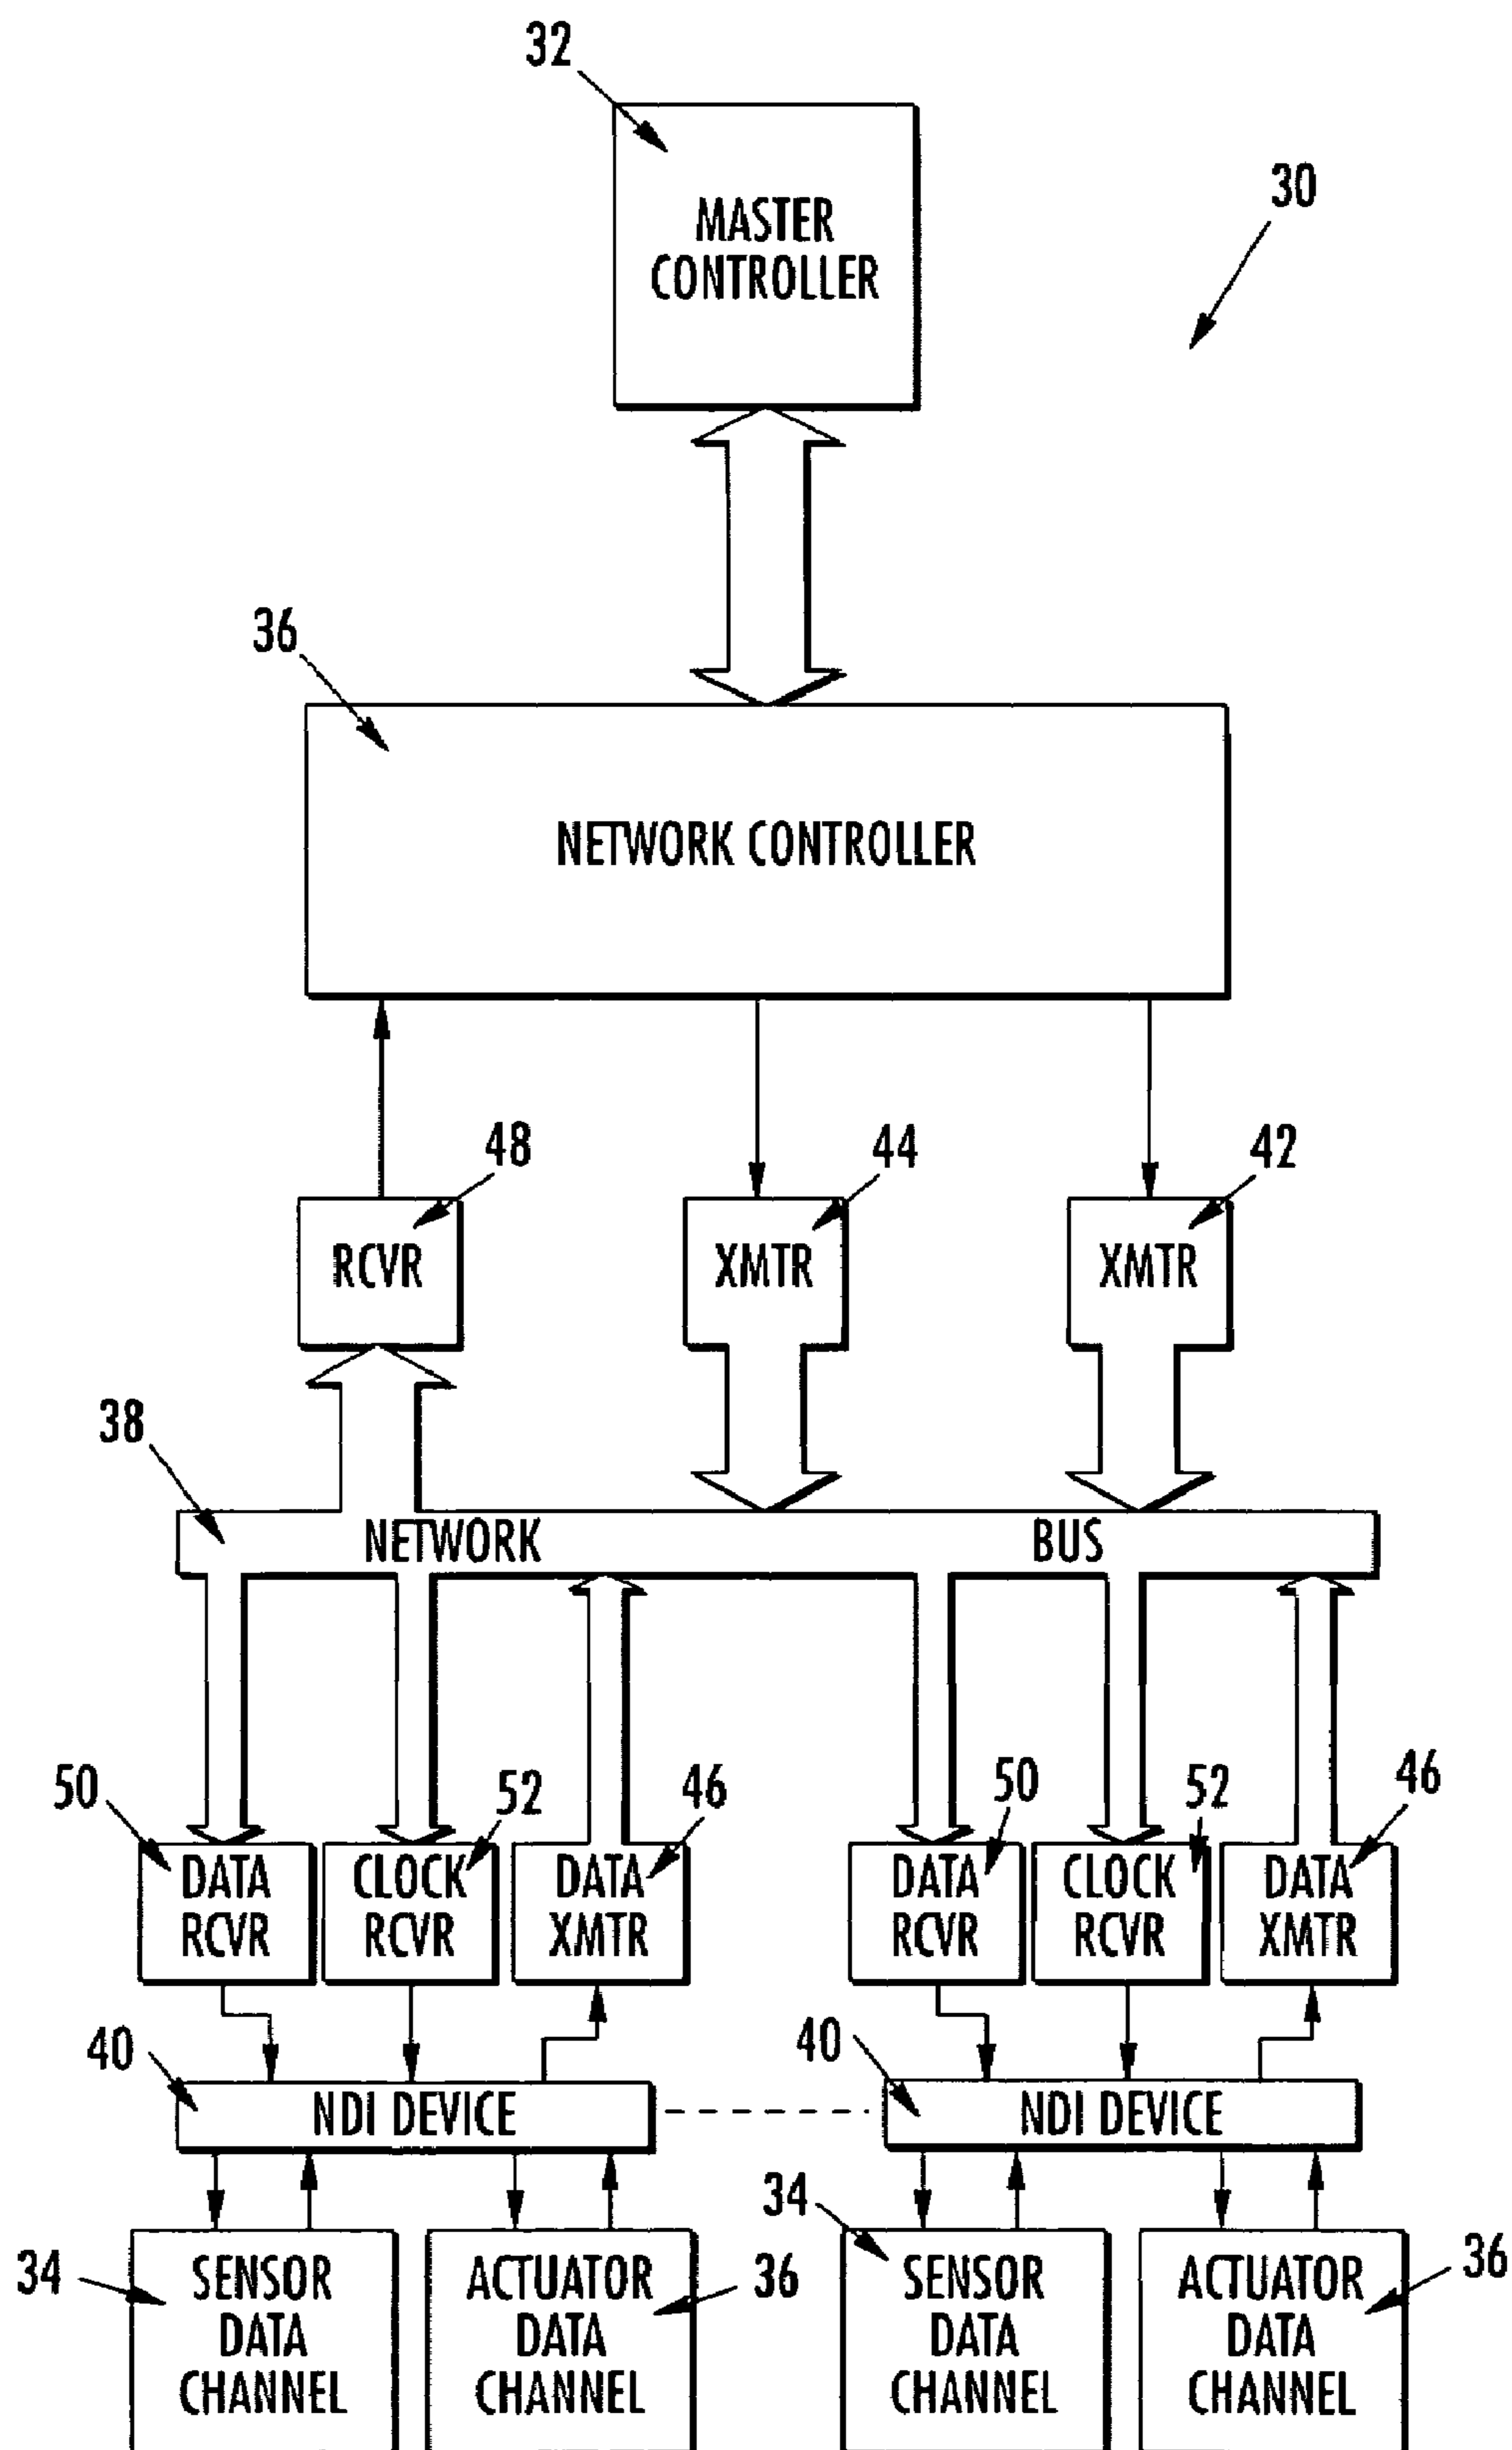 32
30
MASTER
CONTROLLER
36
NETWORK CONTROLLER
48
44
42
RCVR
XMTR
XMTR
38
NETWORK BUS
50
52
46
50
52
46
DATA
RCVR
CLOCK
RCVR
DATA
XMTR
DATA
RCVR
CLOCK
RCVR
DATA
XMTR
40
40
NDI DEVICE
NDI DEVICE
34
SENSOR
DATA
CHANNEL
ACTUATOR
DATA
CHANNEL
36
34
SENSOR
DATA
CHANNEL
ACTUATOR
DATA
CHANNEL
36